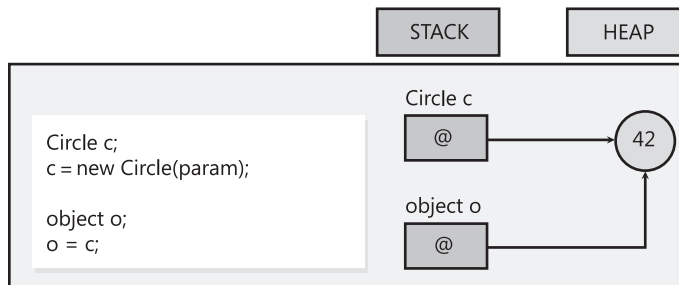 STACK
HEAP
Circle c
@
42
Circle c;
c = new Circle(param);
object o;
o = c;
object o
@